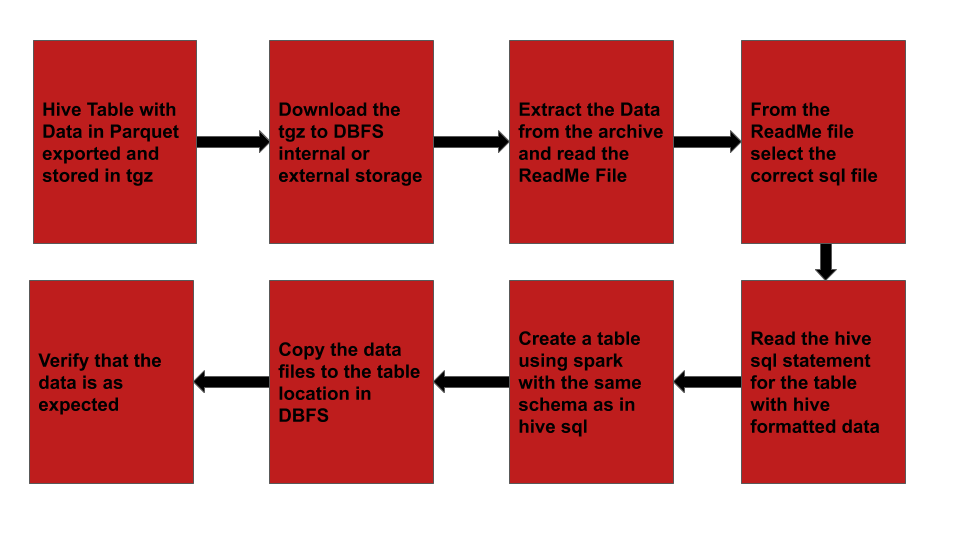 Hive Table with
Data in Parquet
exported and
stored in tgz
Download the
tgz to DBFS
internal or
external storage
Extract the Data
from the archive
and read the
ReadMe File
From the
ReadMe file
select the
correct sql file
Read the hive
sql statement
for the table
with hive
formatted data
Create a table
using spark
with the same
schema as in
hive sql
Copy the data
files to the table
location in
DBFS
Verify that the
data is as
expected